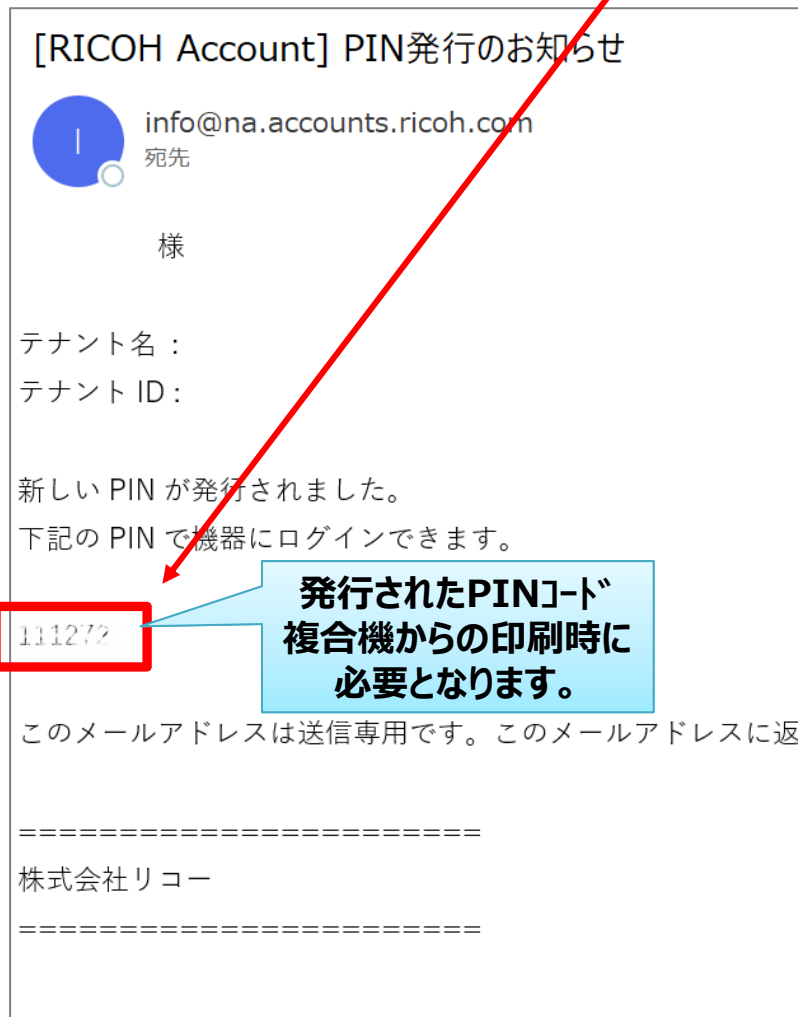 [RICOH Account] PIN発行のお知らせ
I
info@na.accounts.ricoh.com
宛先
様
テナント名 :
テナント ID :
新しい PIN が発行されました。
下記の PIN で機器にログインできます。
発行されたPINｺｰﾄﾞ
複合機からの印刷時に
必要となります。
このメールアドレスは送信専用です。このメールアドレスに返
=======================
株式会社リコー
=======================